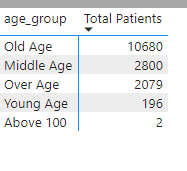 age_group Total Patients
Old Age 10680
Middle Age 2800
Over Age 2079
Young Age 196
Above 100 2